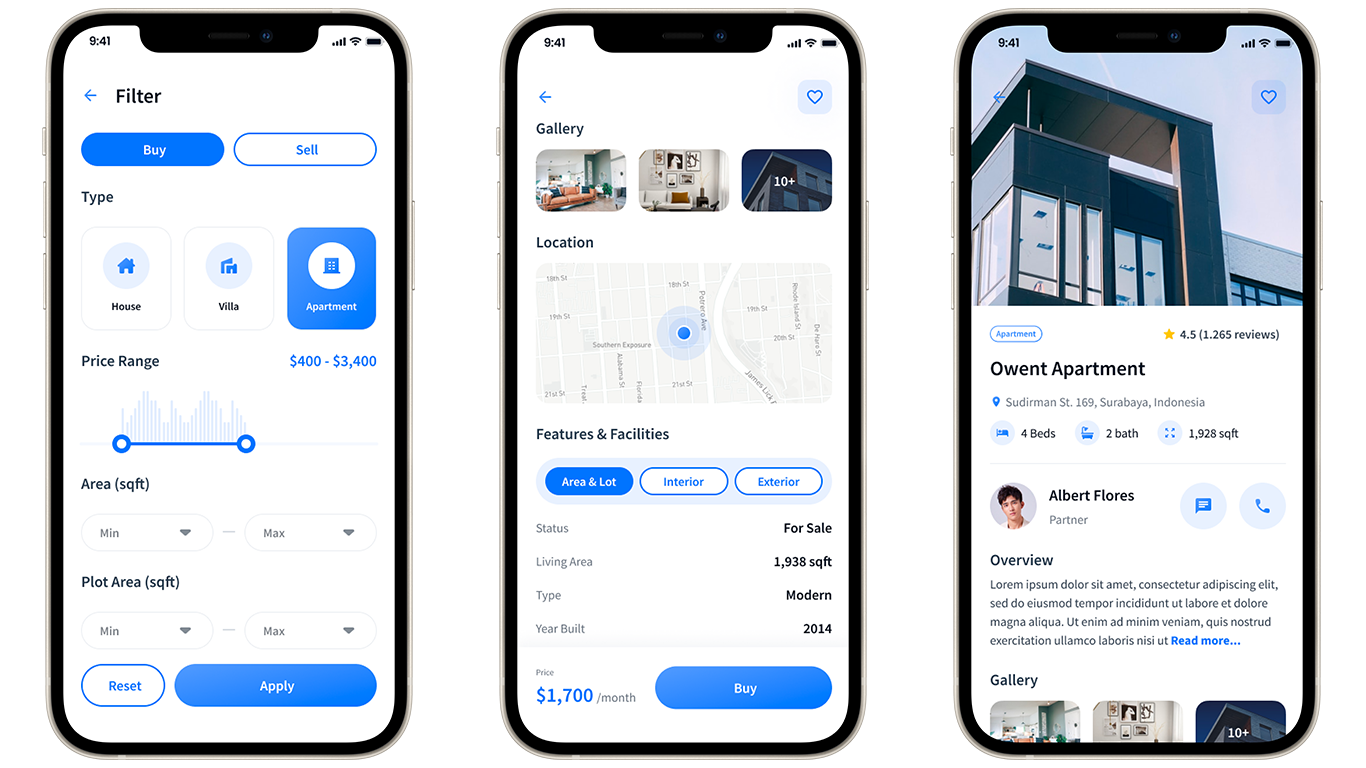 9:41
Filter
Buy
Sell
Type
House
Villa
Apartment
Price Range
$400 - $3,400
Area (sqft)
Min
Max
Plot Area (sqft)
Min
Max
Reset
Apply
9:41
Gallery
10+
Location
18th St
18th St
19th St
19th St
Potrero Ave
Rhode Island St
De Haro St
20th St
Southern Exposure
Alabama St
Florida
Treat
21st St
21st St
James Lick F
Features & Facilities
Area & Lot
Interior
Exterior
Status
For Sale
Living Area
1,938 sqft
Type
Modern
Year Built
2014
Price
$1,700 /month
Buy
9:41
Apartment
4.5 (1.265 reviews)
Owent Apartment
Sudirman St. 169, Surabaya, Indonesia
4 Beds
2 bath
1,928 sqft
Albert Flores
Partner
Overview
Lorem ipsum dolor sit amet, consectetur adipiscing elit,
sed do eiusmod tempor incididunt ut labore et dolore
magna aliqua. Ut enim ad minim veniam, quis nostrud
exercitation ullamco laboris nisi ut Read more...
Gallery
10+